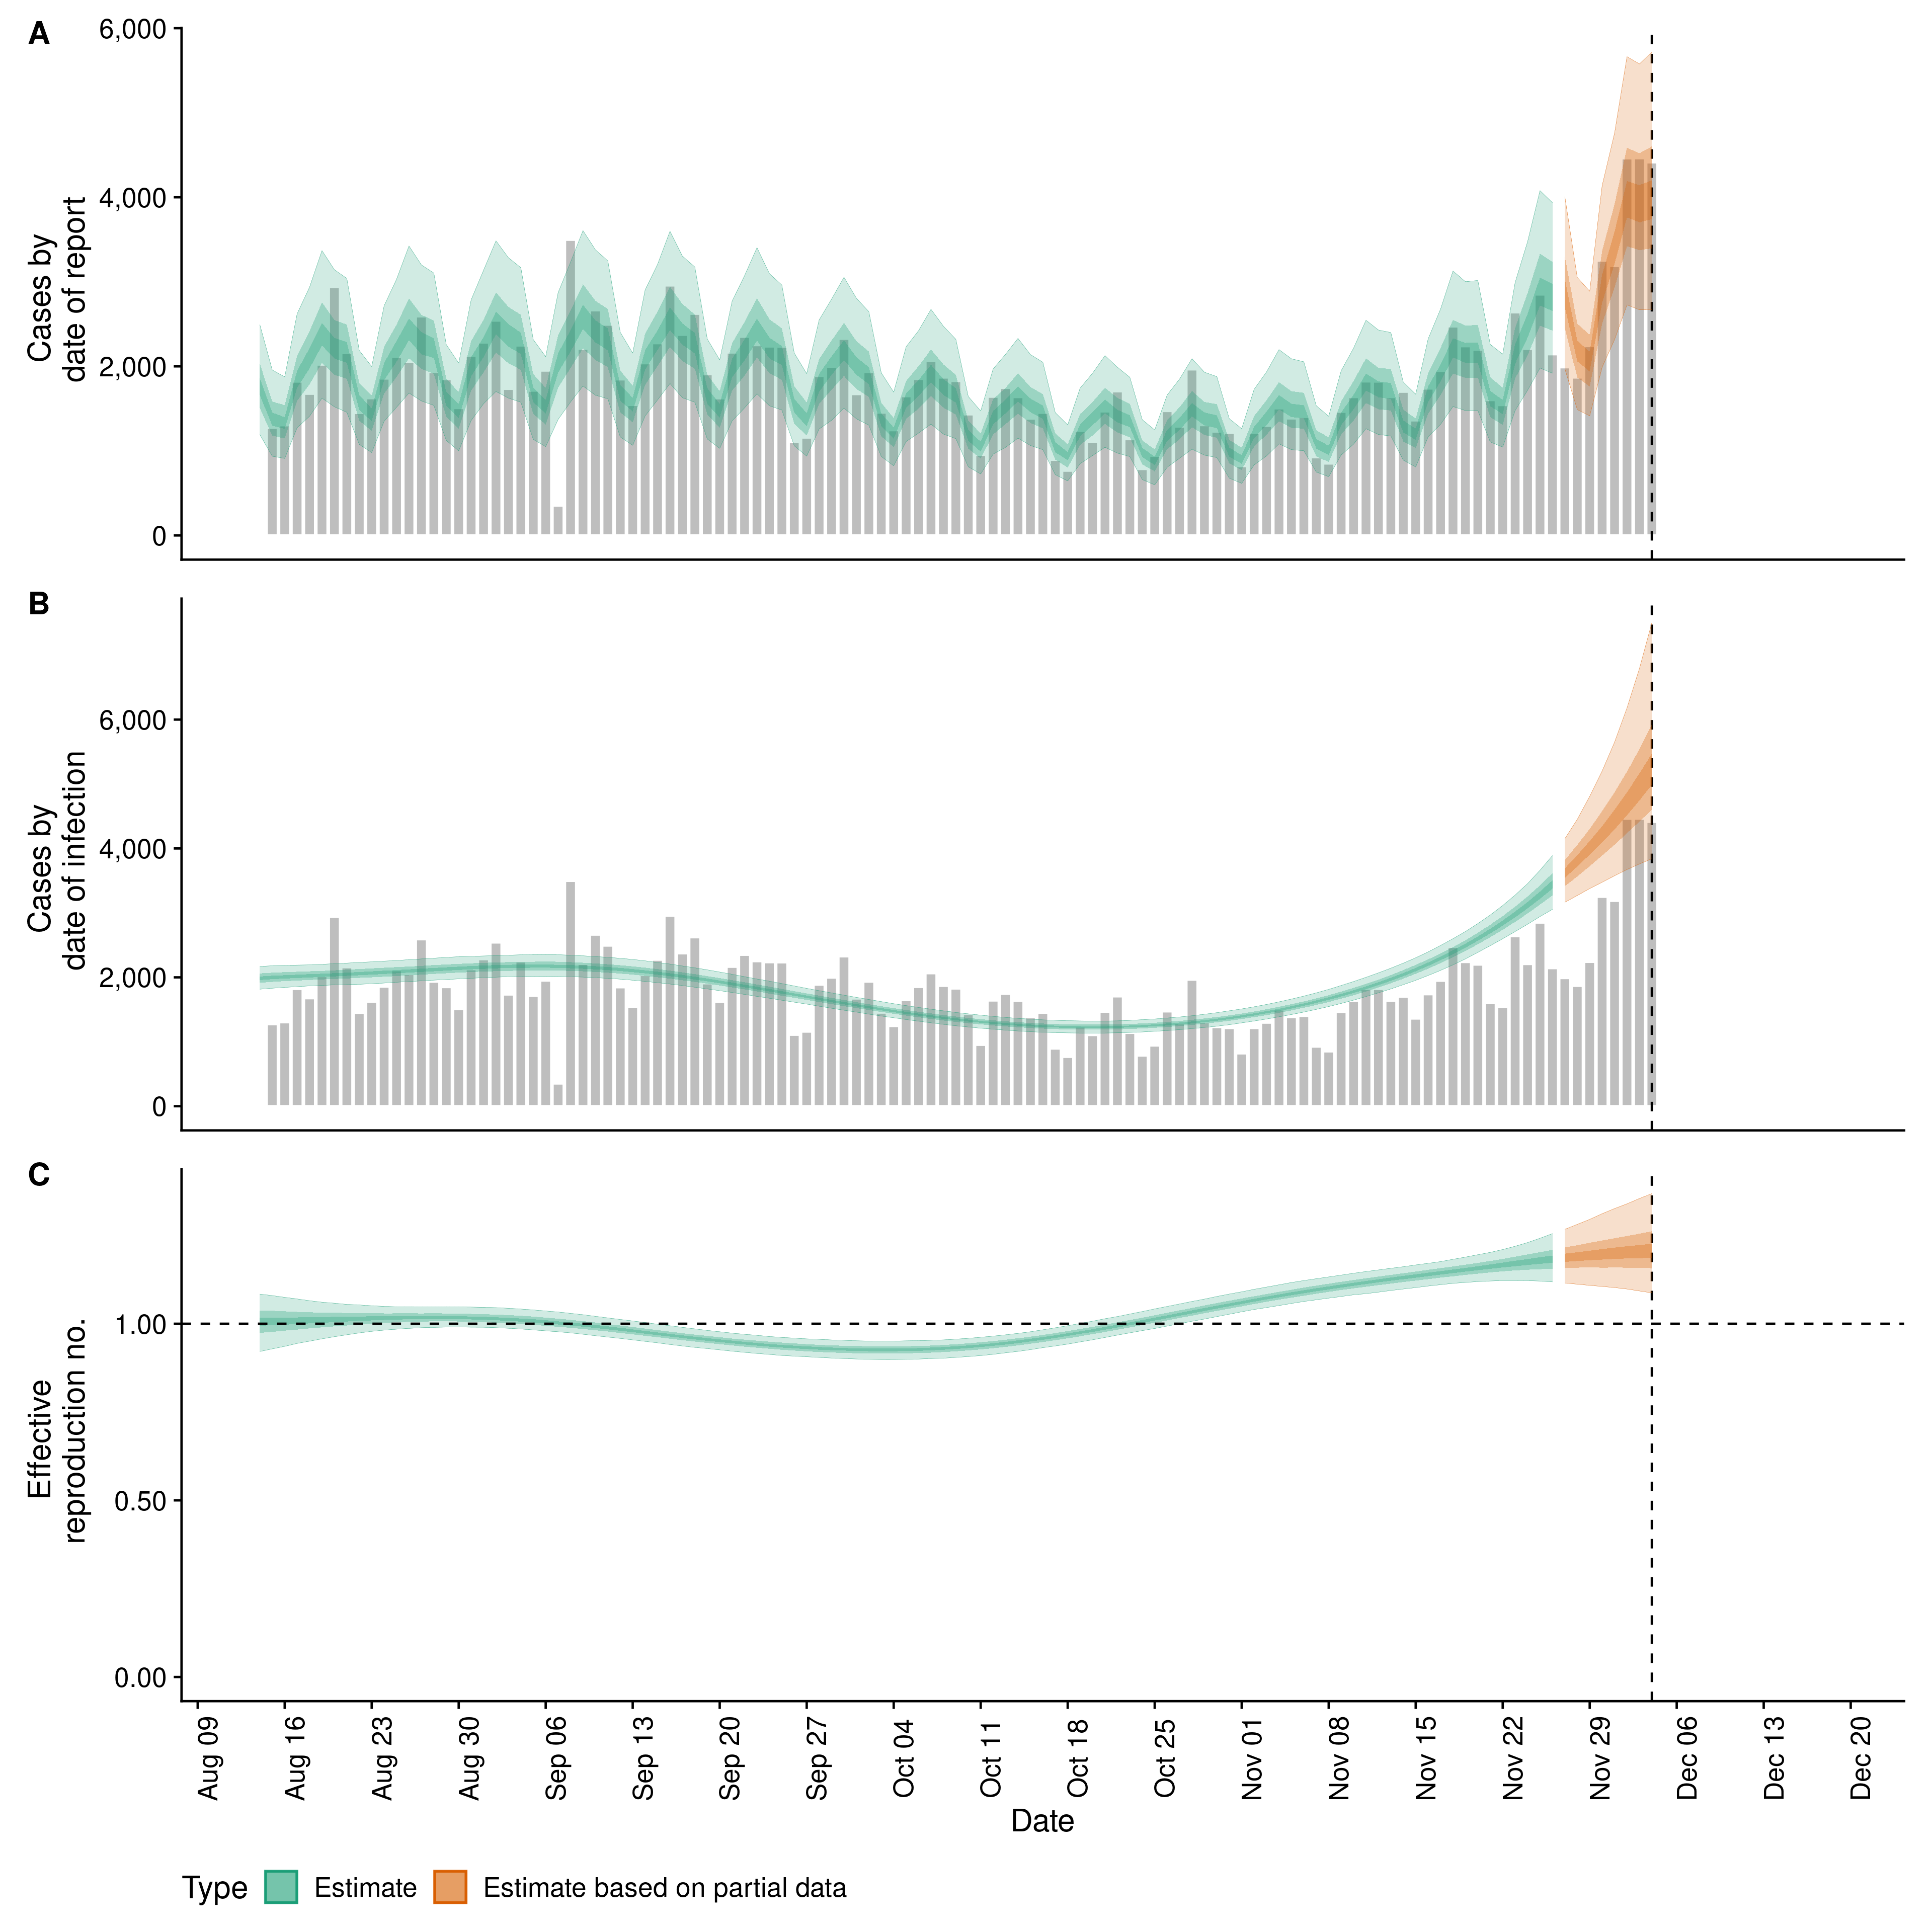 A
Cases by
date of report
6,000
4,000
2,000
0
B
Cases by
date of infection
6,000
4,000
2,000
0
C
Effective
reproduction no.
1.00
0.50
0.00
Aug 09
Aug 16
Aug 23
Aug 30
Sep 06
Sep 13
Sep 20
Sep 27
Oct 04
Oct 11
Oct 18
Oct 25
Nov 01
Nov 08
Nov 15
Nov 22
Nov 29
Dec 06
Dec 13
Dec 20
Date
Type Estimate Estimate based on partial data